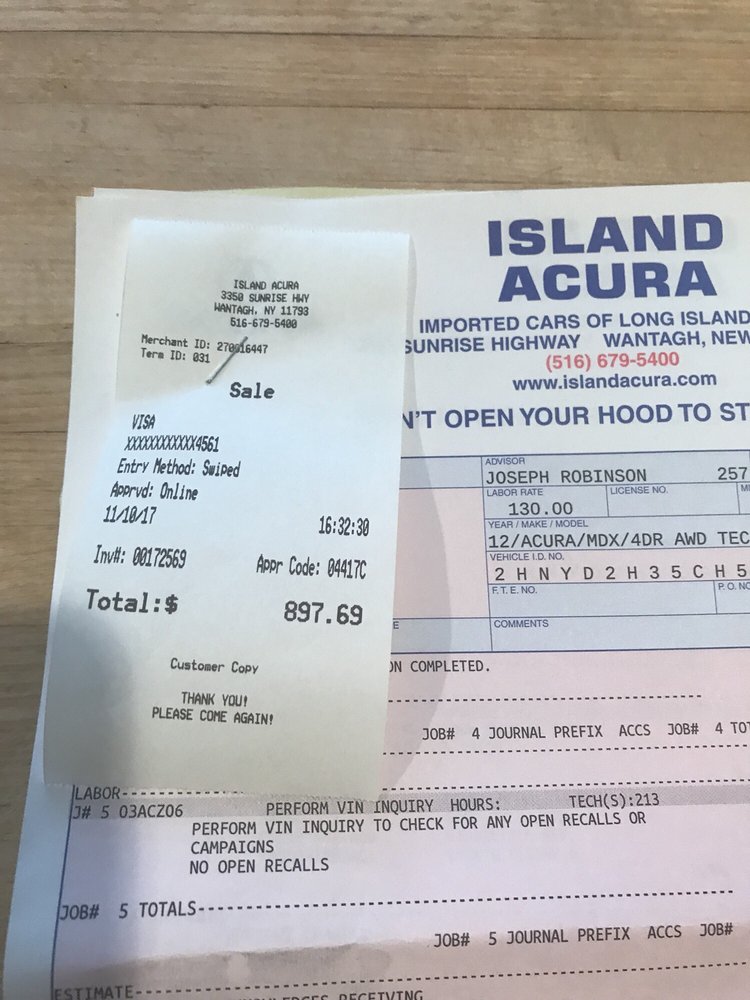 ISLAND ACURA
3350 SUNRISE HWY
WANTAGH, NY 11793
516-679-5400
Merchant ID: 270016447
Term ID: 031
Sale
VISA
XXXXXXXXXXXX4561
Entry Method: Swiped
Apprvd: Online
11/10/17 16:32:30
Inv#: 00172569 Appr Code: 04417C
Total:$ 897.69
Customer Copy
THANK YOU!
PLEASE COME AGAIN!
ISLAND
ACURA
IMPORTED CARS OF LONG ISLAND
SUNRISE HIGHWAY WANTAGH, NEW
(516) 679-5400
www.islandacura.com
N'T OPEN YOUR HOOD TO ST
ADVISOR
JOSEPH ROBINSON 257
LABOR RATE LICENSE NO. MI
130.00
YEAR / MAKE / MODEL
12/ACURA/MDX/4DR AWD TEC
VEHICLE I.D. NO.
2 H N Y D 2 H 3 5 C H 5
F. T. E. NO. P. O. NO
COMMENTS
ON COMPLETED.
JOB# 4 JOURNAL PREFIX ACCS JOB# 4 TOT
LABOR
J# 5 03ACZ06 PERFORM VIN INQUIRY HOURS: TECH(S):213
PERFORM VIN INQUIRY TO CHECK FOR ANY OPEN RECALLS OR
CAMPAIGNS
NO OPEN RECALLS
JOB# 5 TOTALS
JOB# 5 JOURNAL PREFIX ACCS JOB#
ESTIMATE
RECEIVING